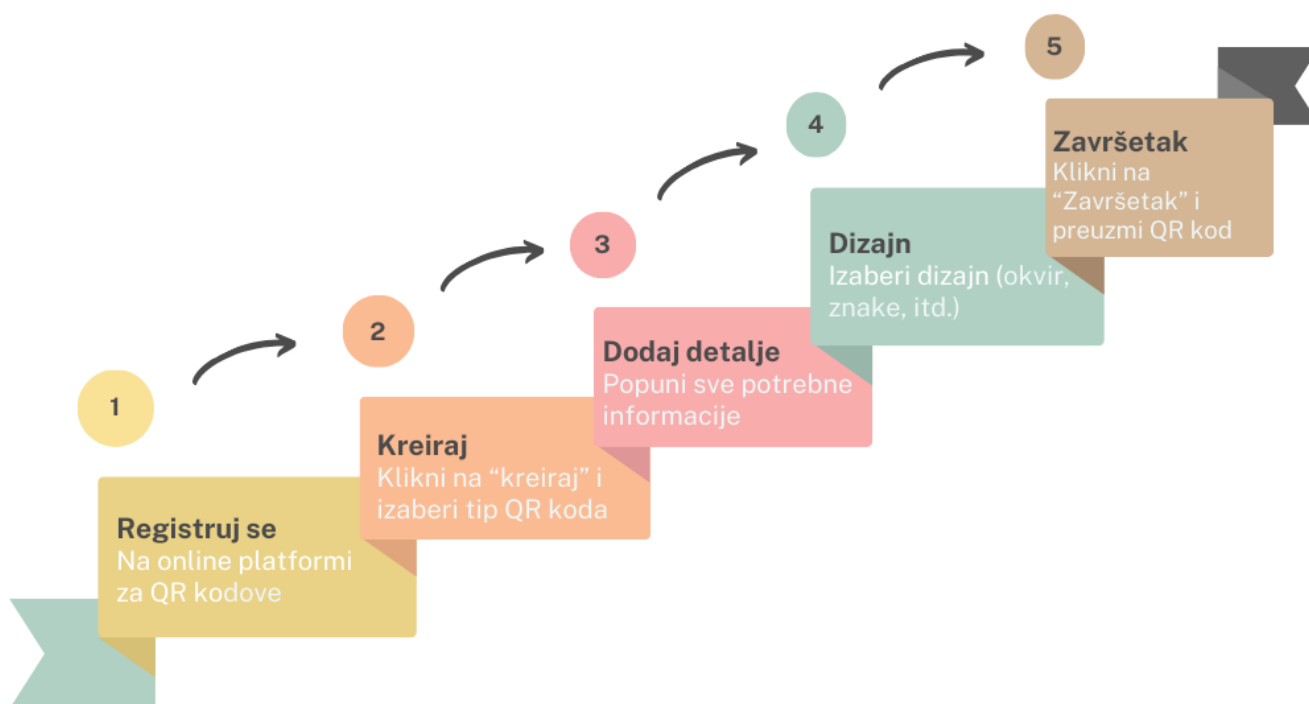 1
Registruj se
Na online platformi
za QR kodove
2
Kreiraj
Klikni na “kreiraj” i
izaberi tip QR koda
3
Dodaj detalje
Popuni sve potrebne
informacije
4
Dizajn
Izaberi dizajn (okvir,
znake, itd.)
5
Završetak
Klikni na
“Završetak” i
preuzmi QR kod